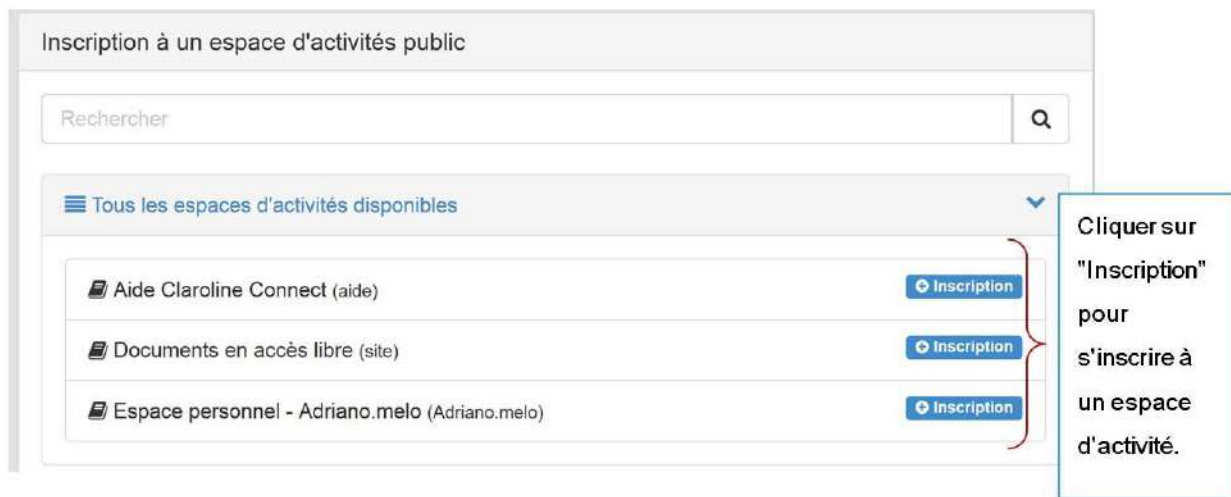 Inscription à un espace d'activités public
Rechercher
Tous les espaces d'activités disponibles
Aide Claroline Connect (aide)
Inscription
Documents en accès libre (site)
Inscription
Espace personnel - Adriano.melo (Adriano.melo)
Inscription
Cliquer sur
"Inscription"
pour
s'inscrire à
un espace
d'activité.